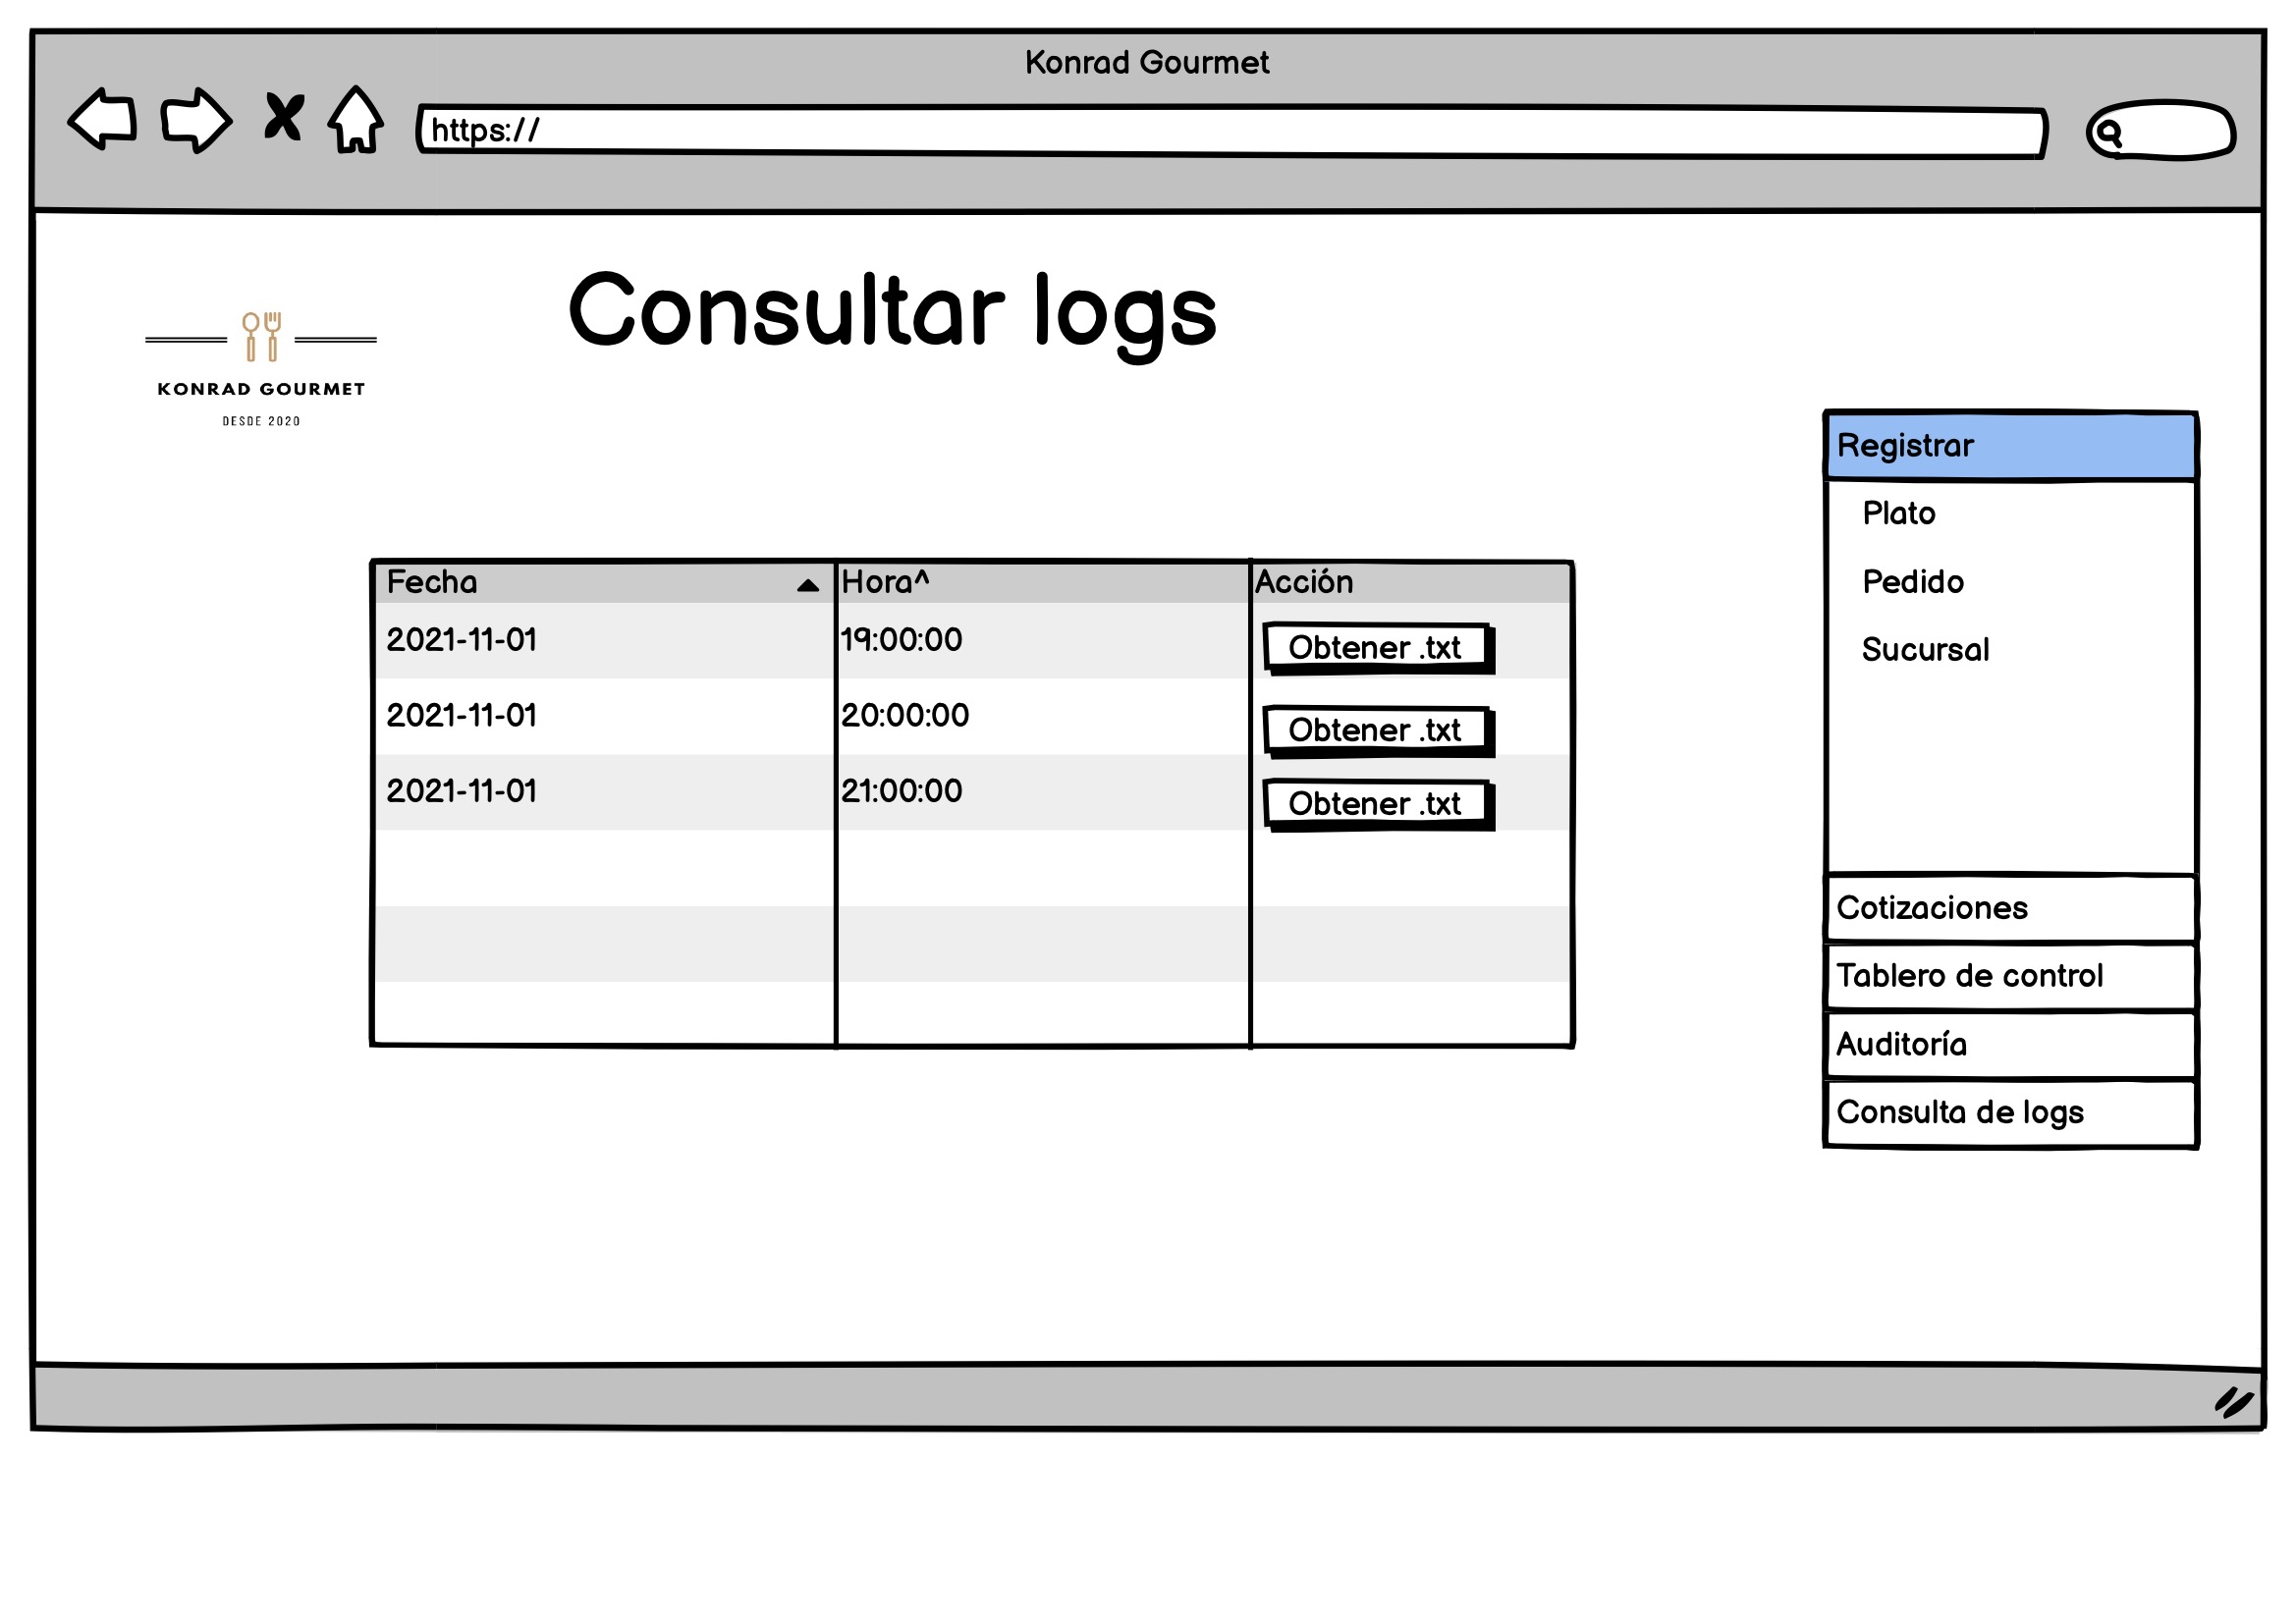 Konrad Gourmet
https://
Consultar logs
KONRAD GOURMET
DESDE 2020
Fecha Hora^ Acción
2021-11-01 19:00:00 Obtener .txt
2021-11-01 20:00:00 Obtener .txt
2021-11-01 21:00:00 Obtener .txt
Registrar
Plato
Pedido
Sucursal
Cotizaciones
Tablero de control
Auditoría
Consulta de logs